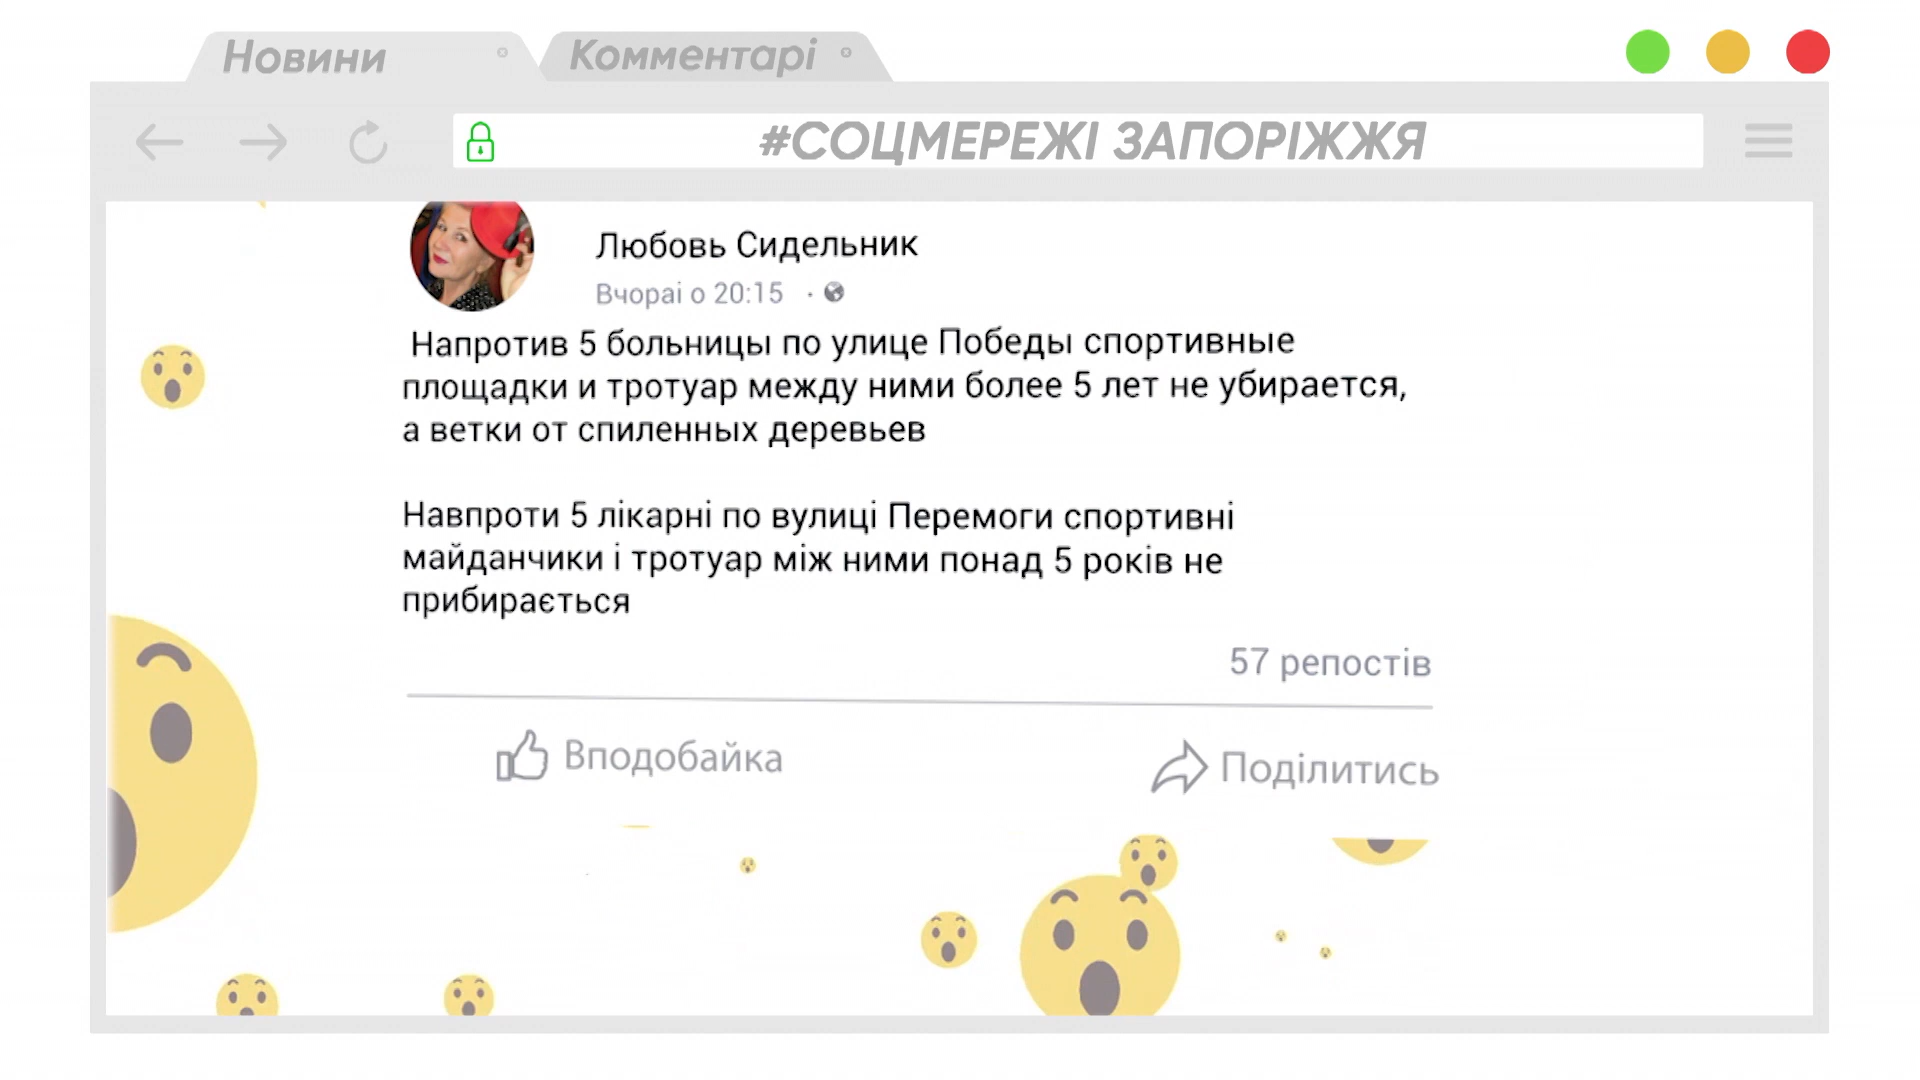 Новини
Комментарі
#СОЦМЕРЕЖІ ЗАПОРІЖЖЯ
Любовь Сидельник
Вчораі о 20:15
Напротив 5 больницы по улице Победы спортивные
площадки и тротуар между ними более 5 лет не убирается,
а ветки от спиленных деревьев
Навпроти 5 лікарні по вулиці Перемоги спортивні
майданчики і тротуар між ними понад 5 років не
прибирається
57 репостів
Вподобайка
Поділитись